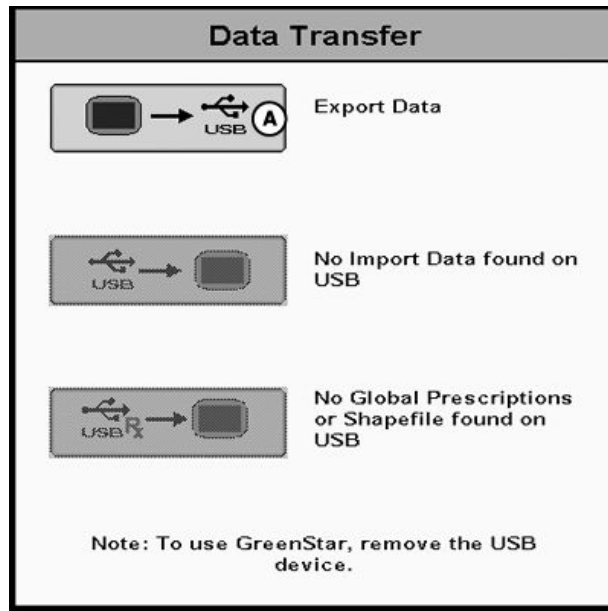 Data Transfer
USB A
Export Data
USB
No Import Data found on
USB
USB Rx
No Global Prescriptions
or Shapefile found on
USB
Note: To use GreenStar, remove the USB
device.